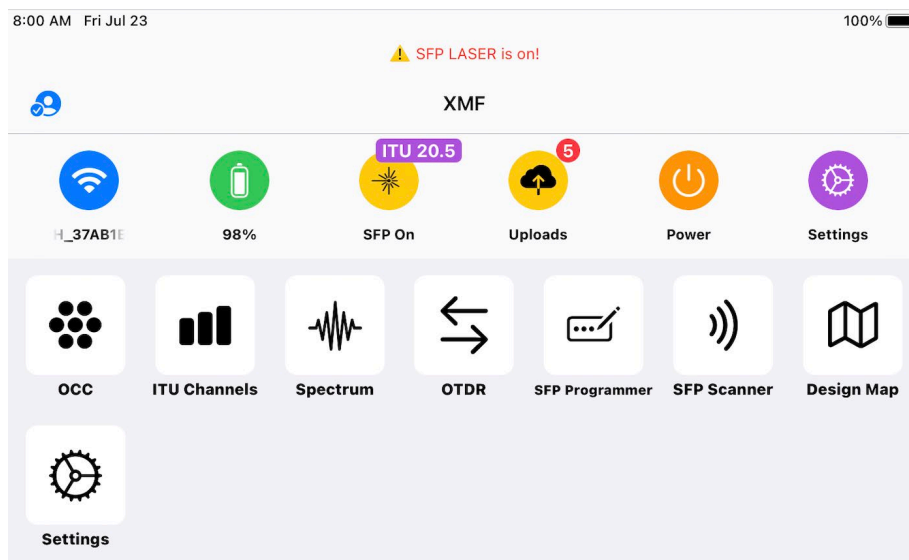 8:00 AM Fri Jul 23 100%
SFP LASER is on!
XMF
ITU 20.5 5
H_37AB1E 98% SFP On Uploads Power Settings
OCC ITU Channels Spectrum OTDR SFP Programmer SFP Scanner Design Map
Settings